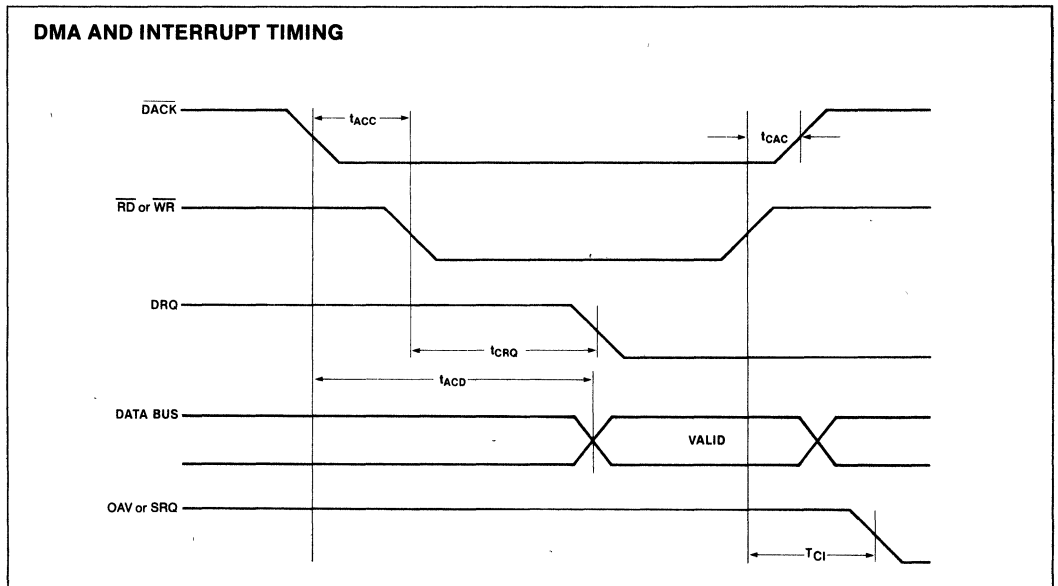 DMA AND INTERRUPT TIMING
DACK
tACC
tCAC
RD or WR
DRQ
tCRQ
tACD
DATA BUS
VALID
OAV or SRQ
TCI